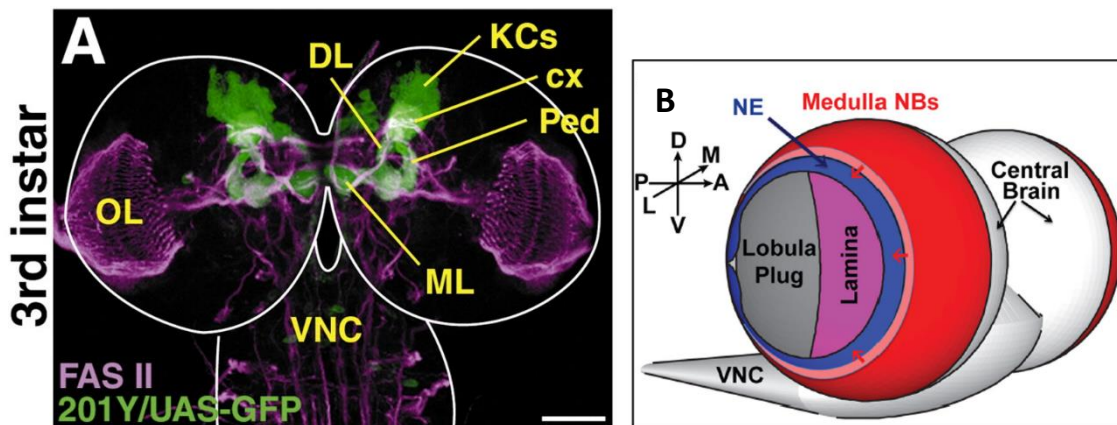 3rd instar
A
KCs
DL
cx
Ped
OL
ML
VNC
FAS II
201Y/UAS-GFP
B
NE
Medulla NBs
D
M
P
A
L
V
Central
Brain
Lobula
Plug
Lamina
VNC